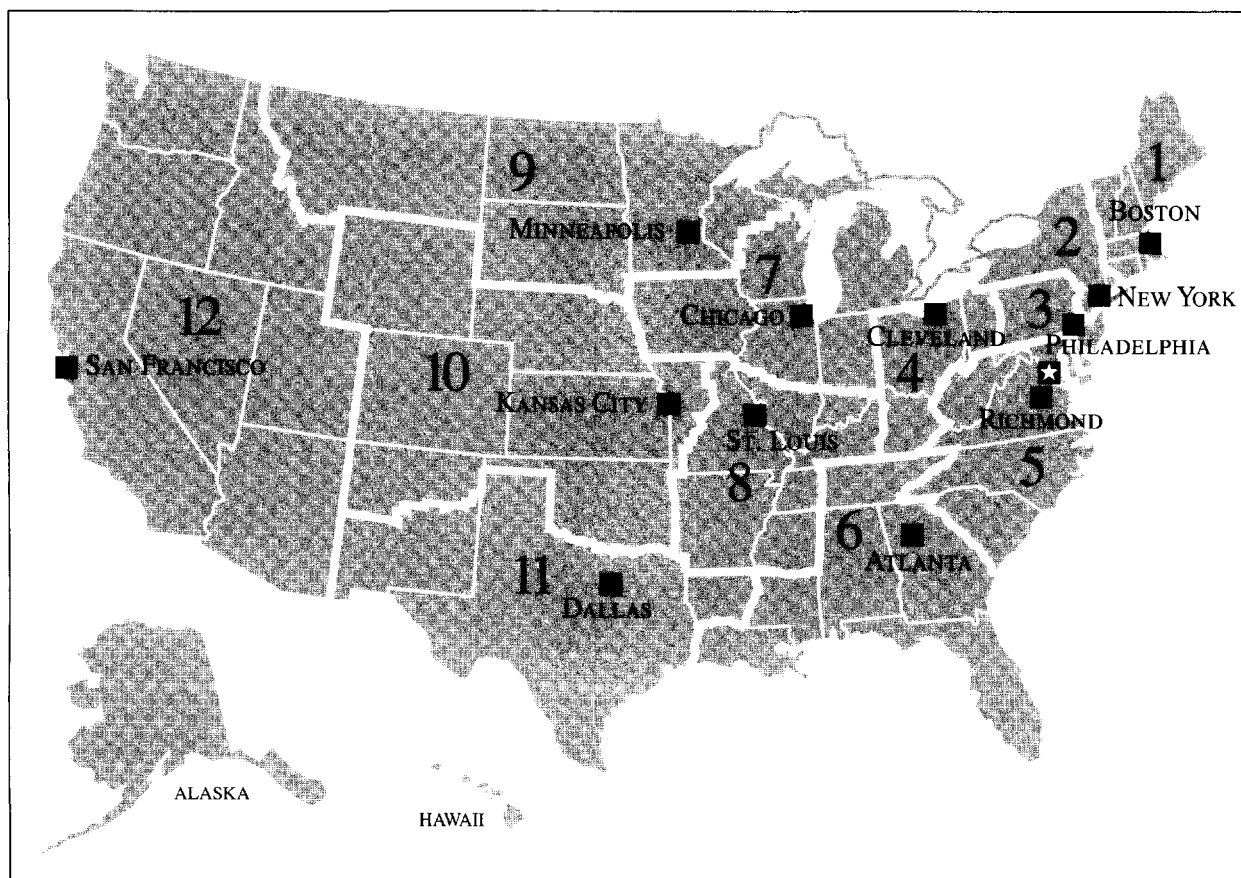 1
BOSTON
2
9
MINNEAPOLIS
7
NEW YORK
12
CHICAGO
CLEVELAND
3
PHILADELPHIA
SAN FRANCISCO
10
4
KANSAS CITY
ST. LOUIS
RICHMOND
8
5
6
ATLANTA
11
DALLAS
ALASKA
HAWAII